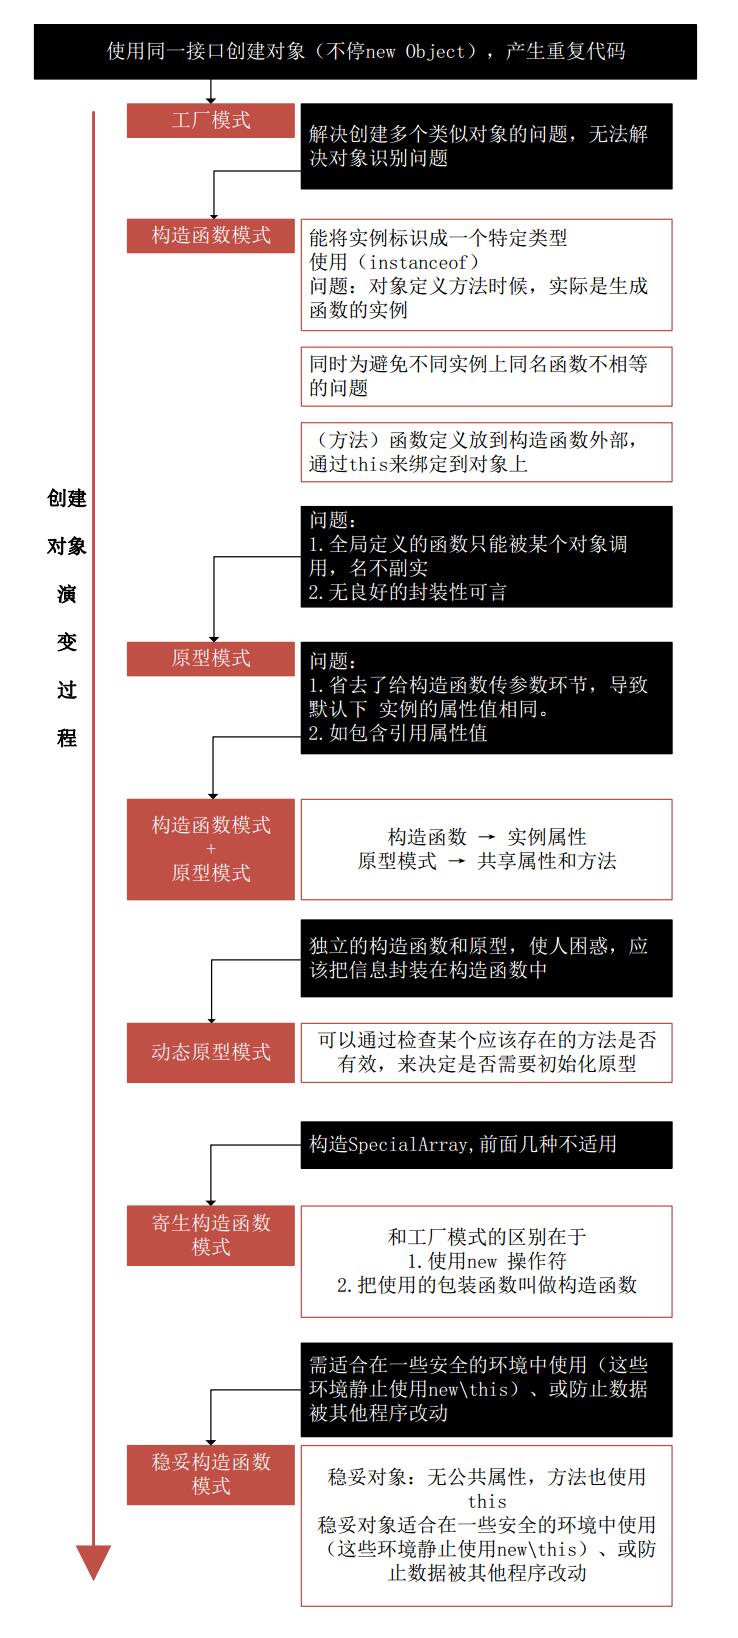 使用同一接口创建对象（不停new Object），产生重复代码
工厂模式
解决创建多个类似对象的问题，无法解
决对象识别问题
构造函数模式
能将实例标识成一个特定类型
使用（instanceof）
问题：对象定义方法时候，实际是生成
函数的实例
同时为避免不同实例上同名函数不相等
的问题
（方法）函数定义放到构造函数外部，
通过this来绑定到对象上
创建
对象
演
变
过
程
问题：
1.全局定义的函数只能被某个对象调
用，名不副实
2.无良好的封装性可言
原型模式
问题：
1.省去了给构造函数传参数环节，导致
默认下 实例的属性值相同。
2.如包含引用属性值
构造函数模式
+
原型模式
构造函数 → 实例属性
原型模式 → 共享属性和方法
独立的构造函数和原型，使人困惑，应
该把信息封装在构造函数中
动态原型模式
可以通过检查某个应该存在的方法是否
有效，来决定是否需要初始化原型
构造SpecialArray,前面几种不适用
寄生构造函数
模式
和工厂模式的区别在于
1.使用new 操作符
2.把使用的包装函数叫做构造函数
需适合在一些安全的环境中使用（这些
环境静止使用new\this）、或防止数据
被其他程序改动
稳妥构造函数
模式
稳妥对象：无公共属性，方法也使用
this
稳妥对象适合在一些安全的环境中使用
（这些环境静止使用new\this）、或防
止数据被其他程序改动